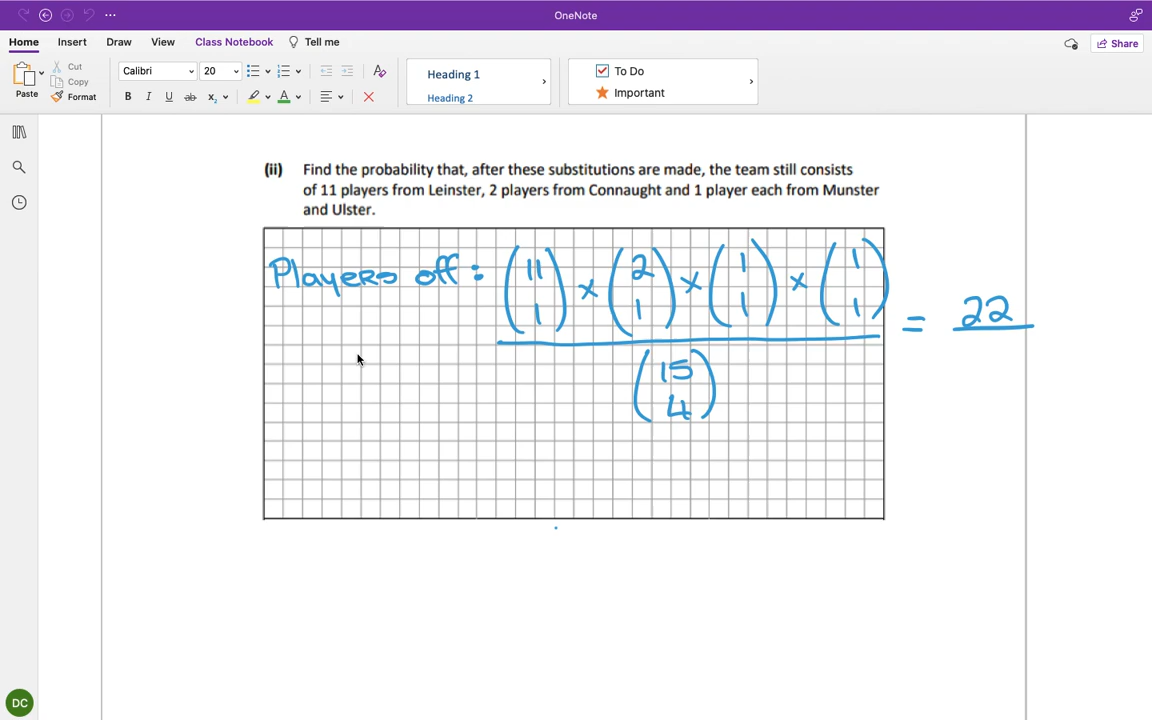 OneNote
Home Insert Draw View Class Notebook Tell me Share
Paste Cut Copy Format Calibri 20 B I U ab x₂ A Heading 1 Heading 2 To Do Important
(ii) Find the probability that, after these substitutions are made, the team still consists
of 11 players from Leinster, 2 players from Connaught and 1 player each from Munster
and Ulster.
Players off: (11 1) × (2 1) × (1 1) × (1 1)
= 22
(15 4)
DC